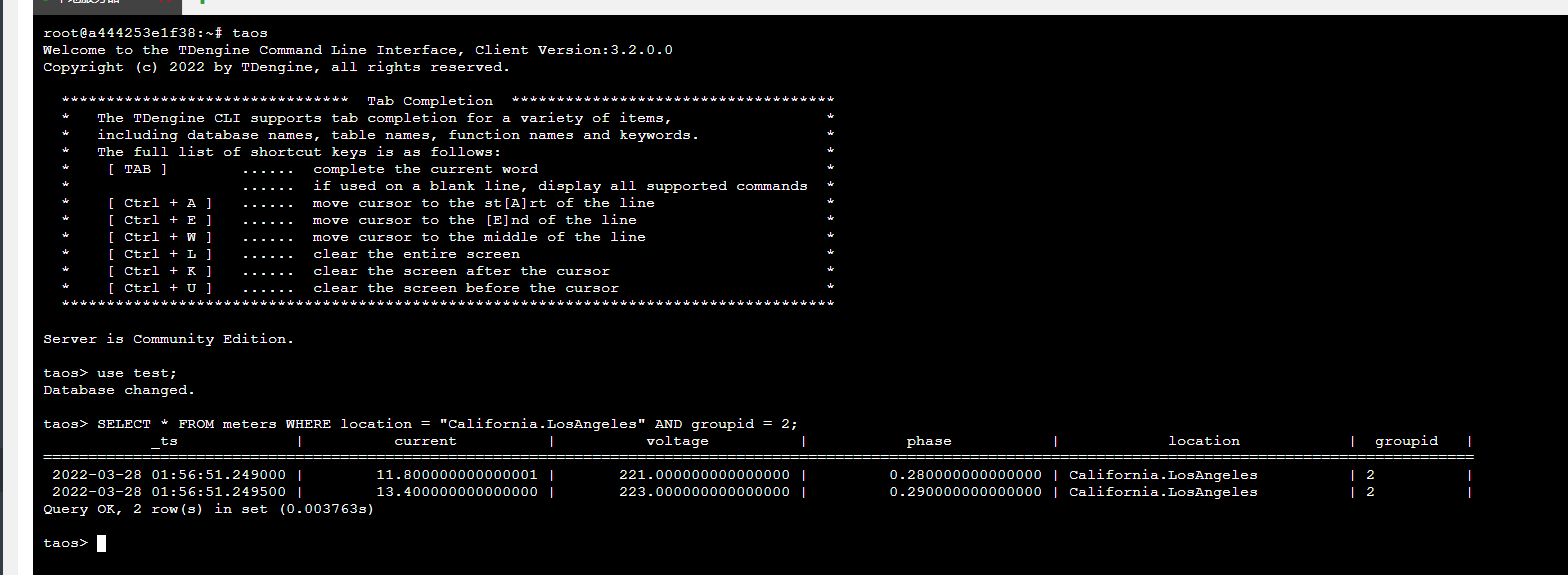 root@a444253e1f38:~# taos
Welcome to the TDengine Command Line Interface, Client Version:3.2.0.0
Copyright (c) 2022 by TDengine, all rights reserved.
******************************** Tab Completion ************************************
* The TDengine CLI supports tab completion for a variety of items, *
* including database names, table names, function names and keywords. *
* The full list of shortcut keys is as follows: *
* [ TAB ] ...... complete the current word *
* ...... if used on a blank line, display all supported commands *
* [ Ctrl + A ] ...... move cursor to the st[A]rt of the line *
* [ Ctrl + E ] ...... move cursor to the [E]nd of the line *
* [ Ctrl + W ] ...... move cursor to the middle of the line *
* [ Ctrl + L ] ...... clear the entire screen *
* [ Ctrl + K ] ...... clear the screen after the cursor *
* [ Ctrl + U ] ...... clear the screen before the cursor *
**************************************************************************************
Server is Community Edition.
taos> use test;
Database changed.
taos> SELECT * FROM meters WHERE location = "California.LosAngeles" AND groupid = 2;
_ts | current | voltage | phase | location | groupid |
==============================================================================================================================================================
2022-03-28 01:56:51.249000 | 11.800000000000001 | 221.000000000000000 | 0.280000000000000 | California.LosAngeles | 2 |
2022-03-28 01:56:51.249500 | 13.400000000000000 | 223.000000000000000 | 0.290000000000000 | California.LosAngeles | 2 |
Query OK, 2 row(s) in set (0.003763s)
taos>